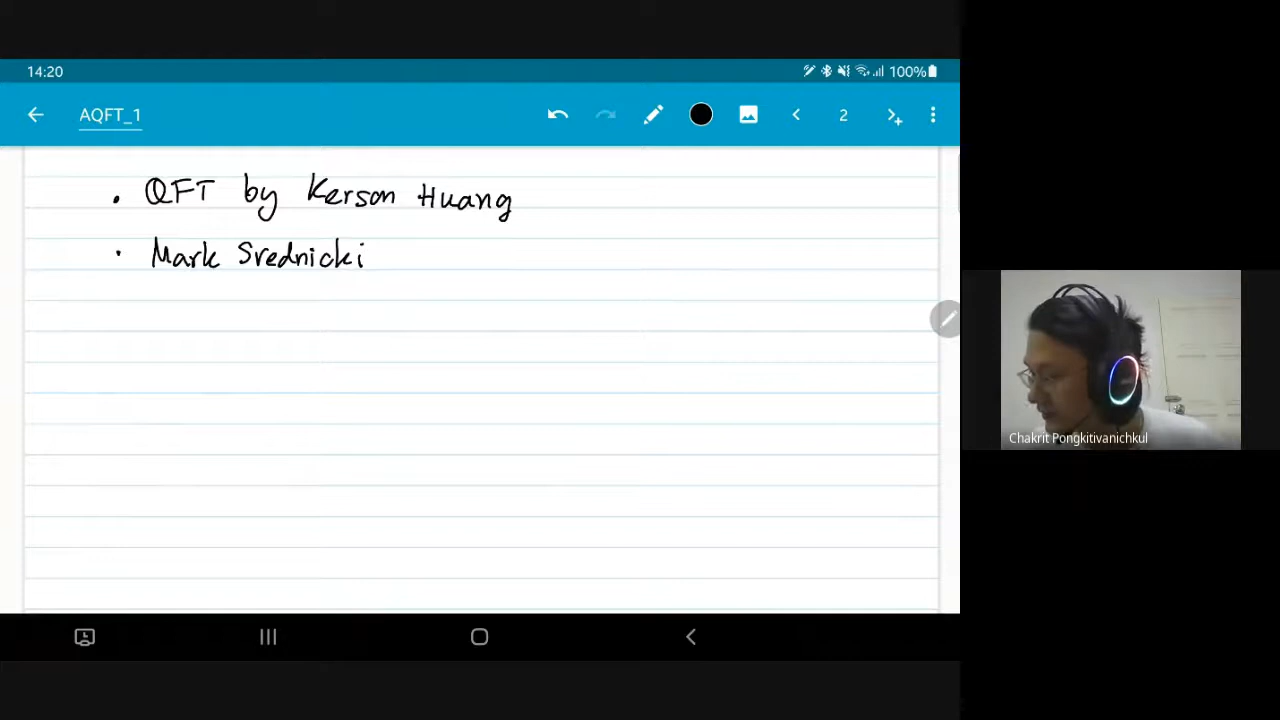 14:20
100%
AQFT_1
2
• QFT by Kerson Huang
• Mark Srednicki
Chakrit Pongkitivanichkul